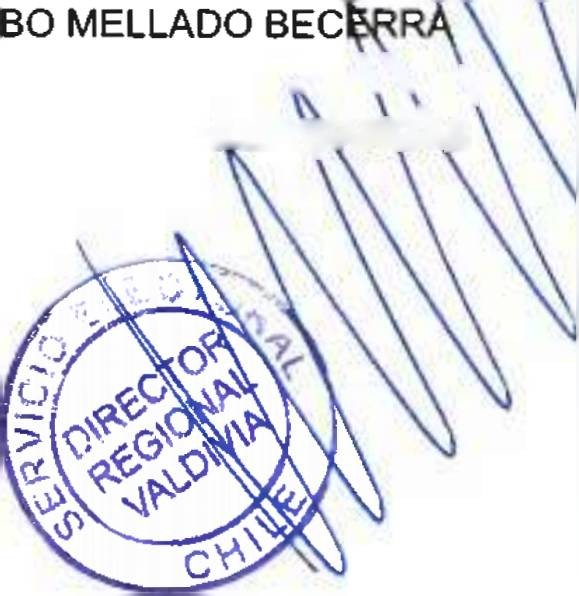 BO MELLADO BECERRA
SERVICIO
DIRECTOR
REGIONAL
VALDIVIA
CHILE